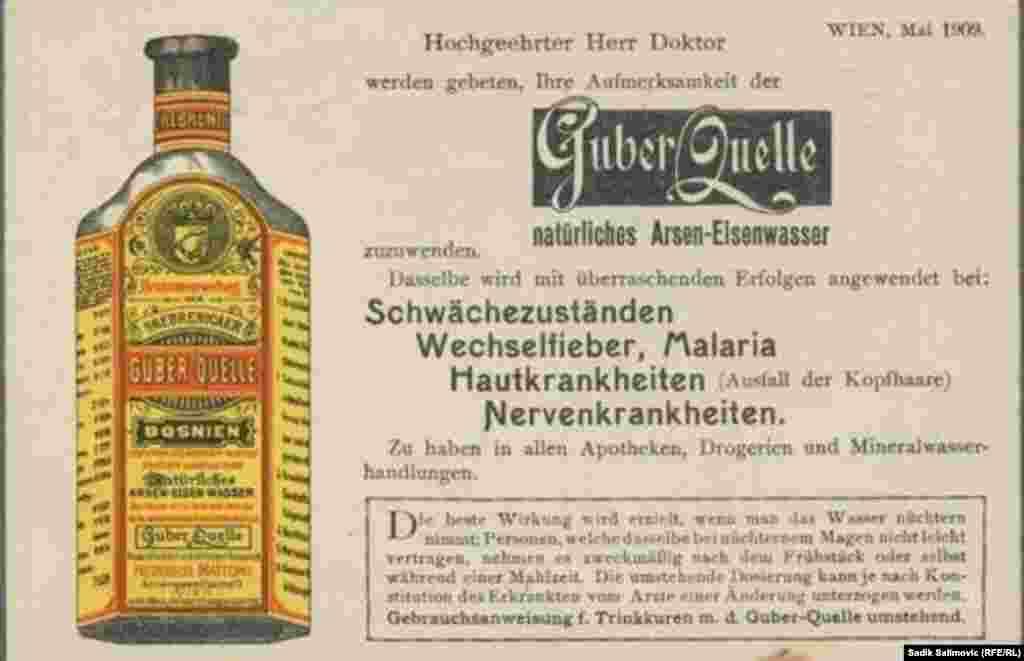 WIEN, Mai 1909.
Hochgeehrter Herr Doktor
werden gebeten, Ihre Aufmerksamkeit der
Guber Quelle
natürliches Arsen-Eisenwasser
zuzuwenden.
Dasselbe wird mit überraschenden Erfolgen angewendet bei:
Schwächezuständen
Wechselfieber, Malaria
Hautkrankheiten (Ausfall der Kopfhaare)
Nervenkrankheiten.
Zu haben in allen Apotheken, Drogerien und Mineralwasser-
handlungen.
Die beste Wirkung wird erzielt, wenn man das Wasser nüchtern
nimmt; Personen, welche dasselbe bei nüchternem Magen nicht leicht
vertragen, nehmen es zweckmäßig nach dem Frühstück oder selbst
während einer Mahlzeit. Die umstehende Dosierung kann je nach Kon-
stitution des Erkrankten vom Arzte einer Änderung unterzogen werden.
Gebrauchsanweisung f. Trinkkuren m. d. Guber-Quelle umstehend.
SREBRENICAER
GUBER QUELLE
BOSNIEN
Natürliches
ARSEN-EISEN-WASSER
Guber Quelle
Sadik Salimovic (RFE/RL)